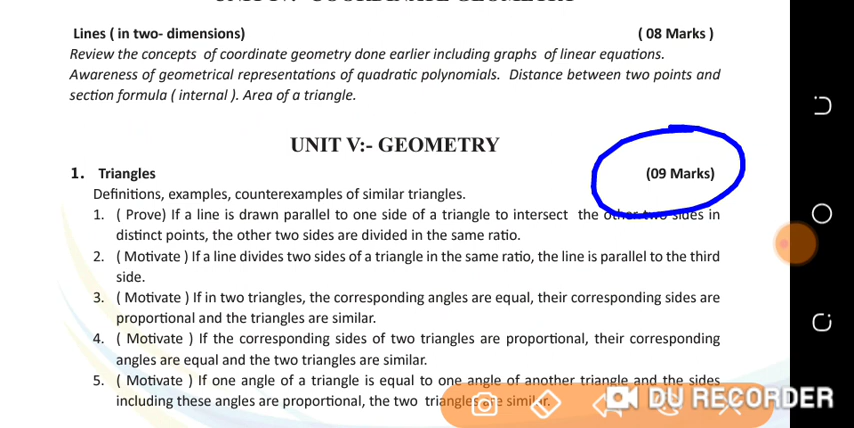 Lines ( in two- dimensions) ( 08 Marks )
Review the concepts of coordinate geometry done earlier including graphs of linear equations.
Awareness of geometrical representations of quadratic polynomials. Distance between two points and
section formula ( internal ). Area of a triangle.
UNIT V:- GEOMETRY
1. Triangles (09 Marks)
Definitions, examples, counterexamples of similar triangles.
1. ( Prove) If a line is drawn parallel to one side of a triangle to intersect the other two sides in
distinct points, the other two sides are divided in the same ratio.
2. ( Motivate ) If a line divides two sides of a triangle in the same ratio, the line is parallel to the third
side.
3. ( Motivate ) If in two triangles, the corresponding angles are equal, their corresponding sides are
proportional and the triangles are similar.
4. ( Motivate ) If the corresponding sides of two triangles are proportional, their corresponding
angles are equal and the two triangles are similar.
5. ( Motivate ) If one angle of a triangle is equal to one angle of another triangle and the sides
including these angles are proportional, the two triangles are similar.
DU RECORDER